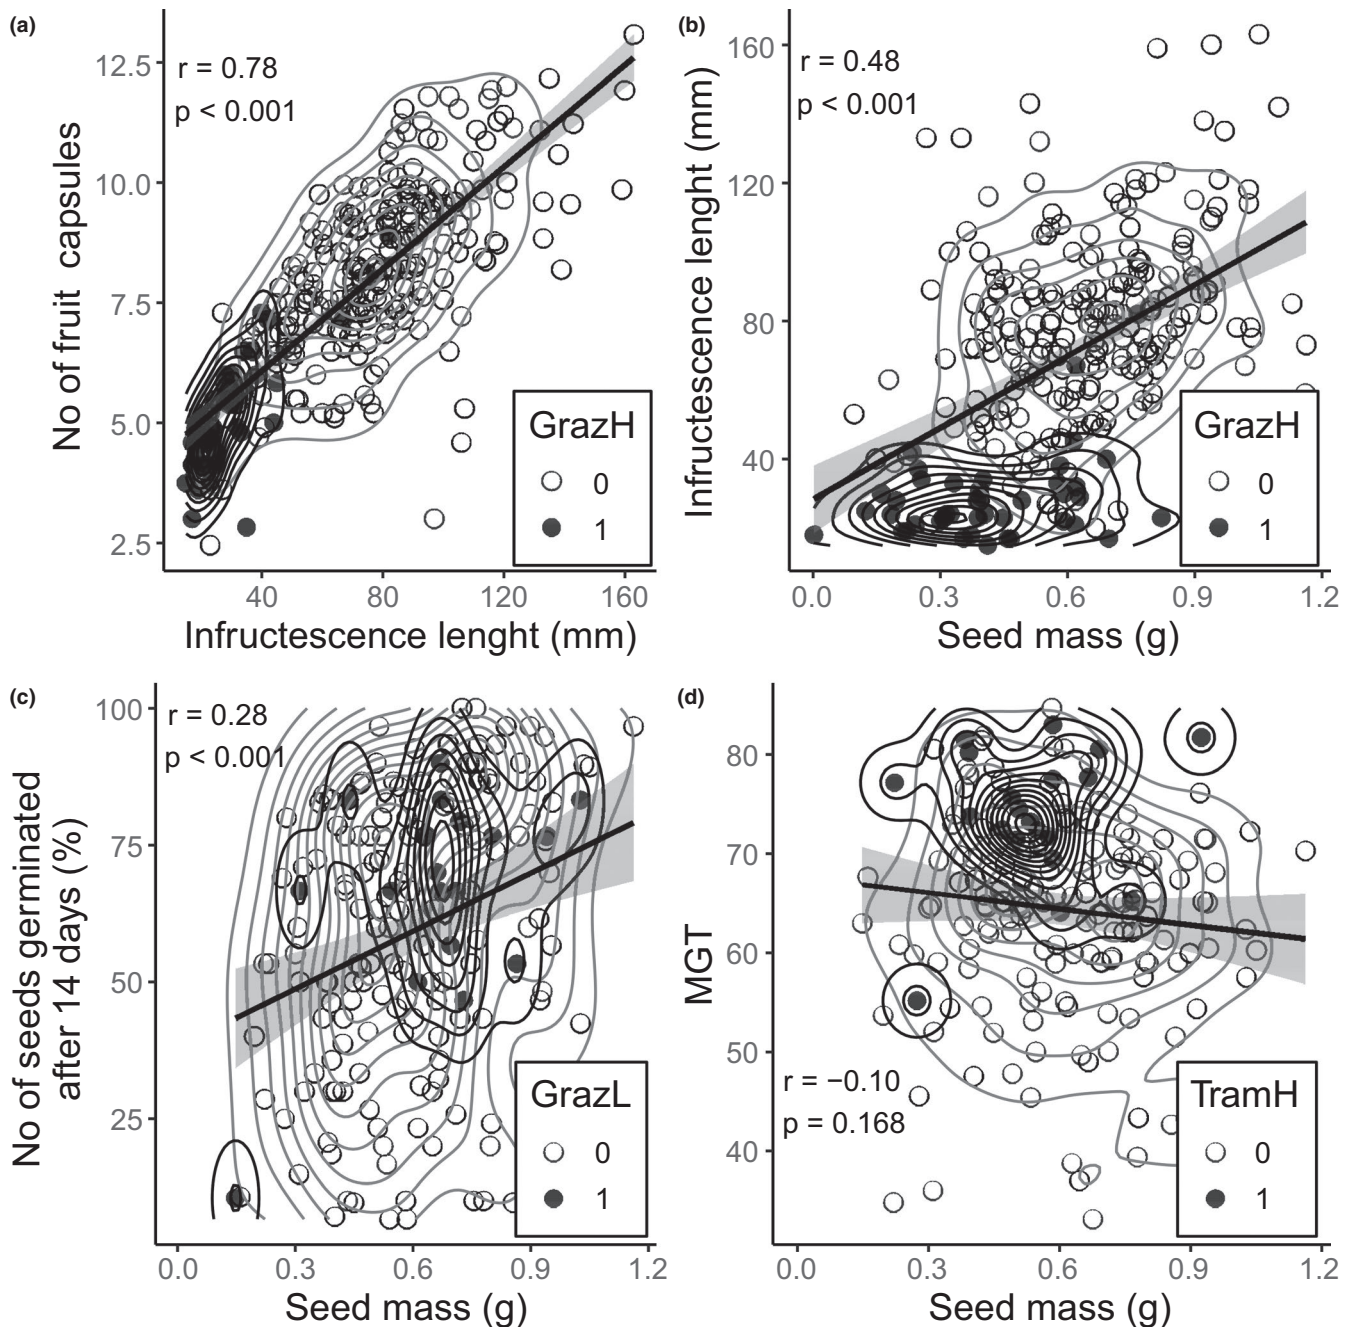 (a)
r = 0.78
p < 0.001
No of fruit capsules
12.5
10.0
7.5
5.0
2.5
GrazH
0
1
40 80 120 160
Infructescence lenght (mm)
(b)
r = 0.48
p < 0.001
Infructescence lenght (mm)
160
120
80
40
GrazH
0
1
0.0 0.3 0.6 0.9 1.2
Seed mass (g)
(c)
r = 0.28
p < 0.001
No of seeds germinated
after 14 days (%)
100
75
50
25
GrazL
0
1
0.0 0.3 0.6 0.9 1.2
Seed mass (g)
(d)
MGT
80
70
60
50
40
r = −0.10
p = 0.168
TramH
0
1
0.0 0.3 0.6 0.9 1.2
Seed mass (g)